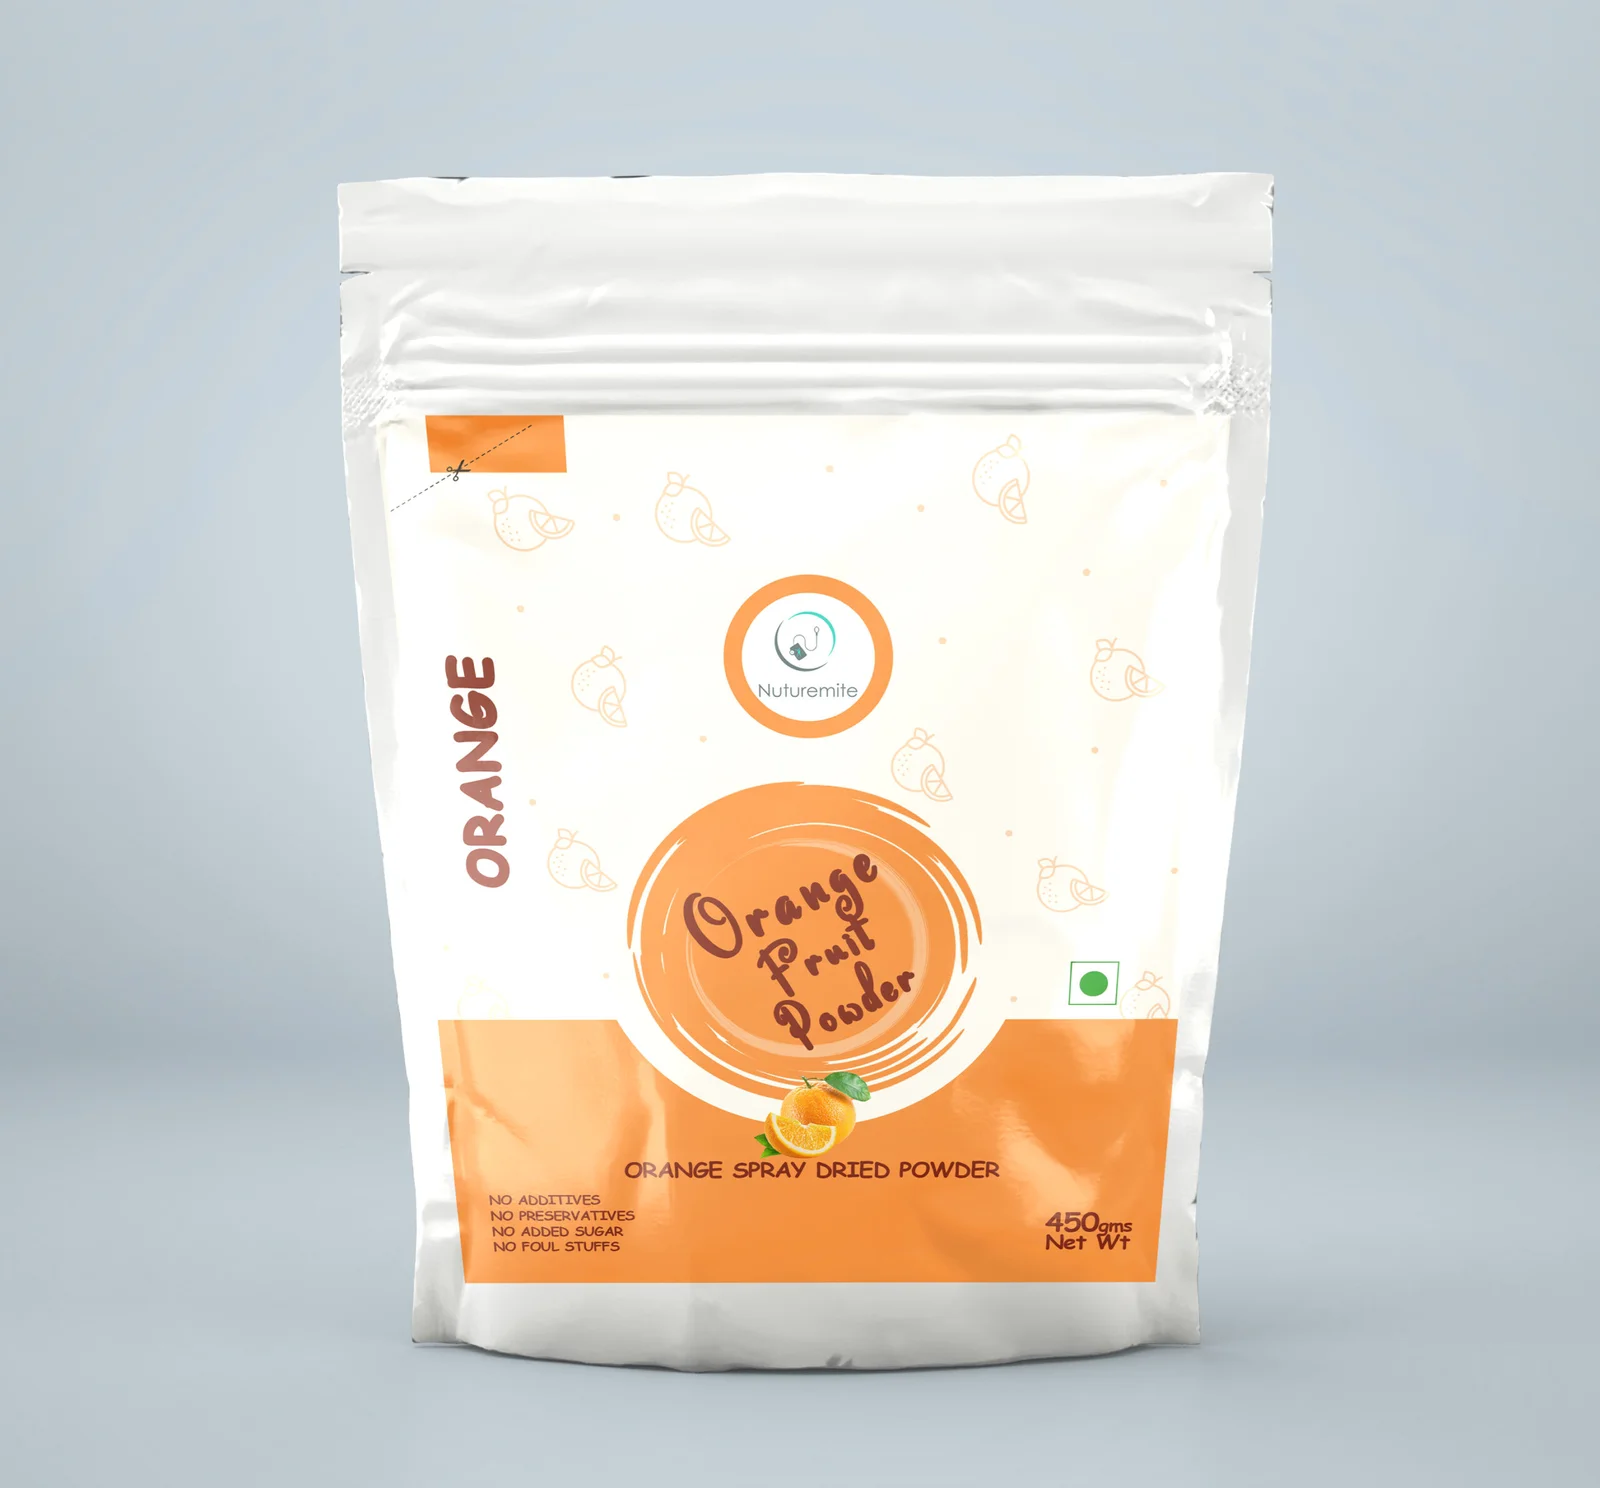 Nuturemite
ORANGE
Orange
Fruit
Powder
ORANGE SPRAY DRIED POWDER
NO ADDITIVES
NO PRESERVATIVES
NO ADDED SUGAR
NO FOUL STUFFS
450gms
Net Wt